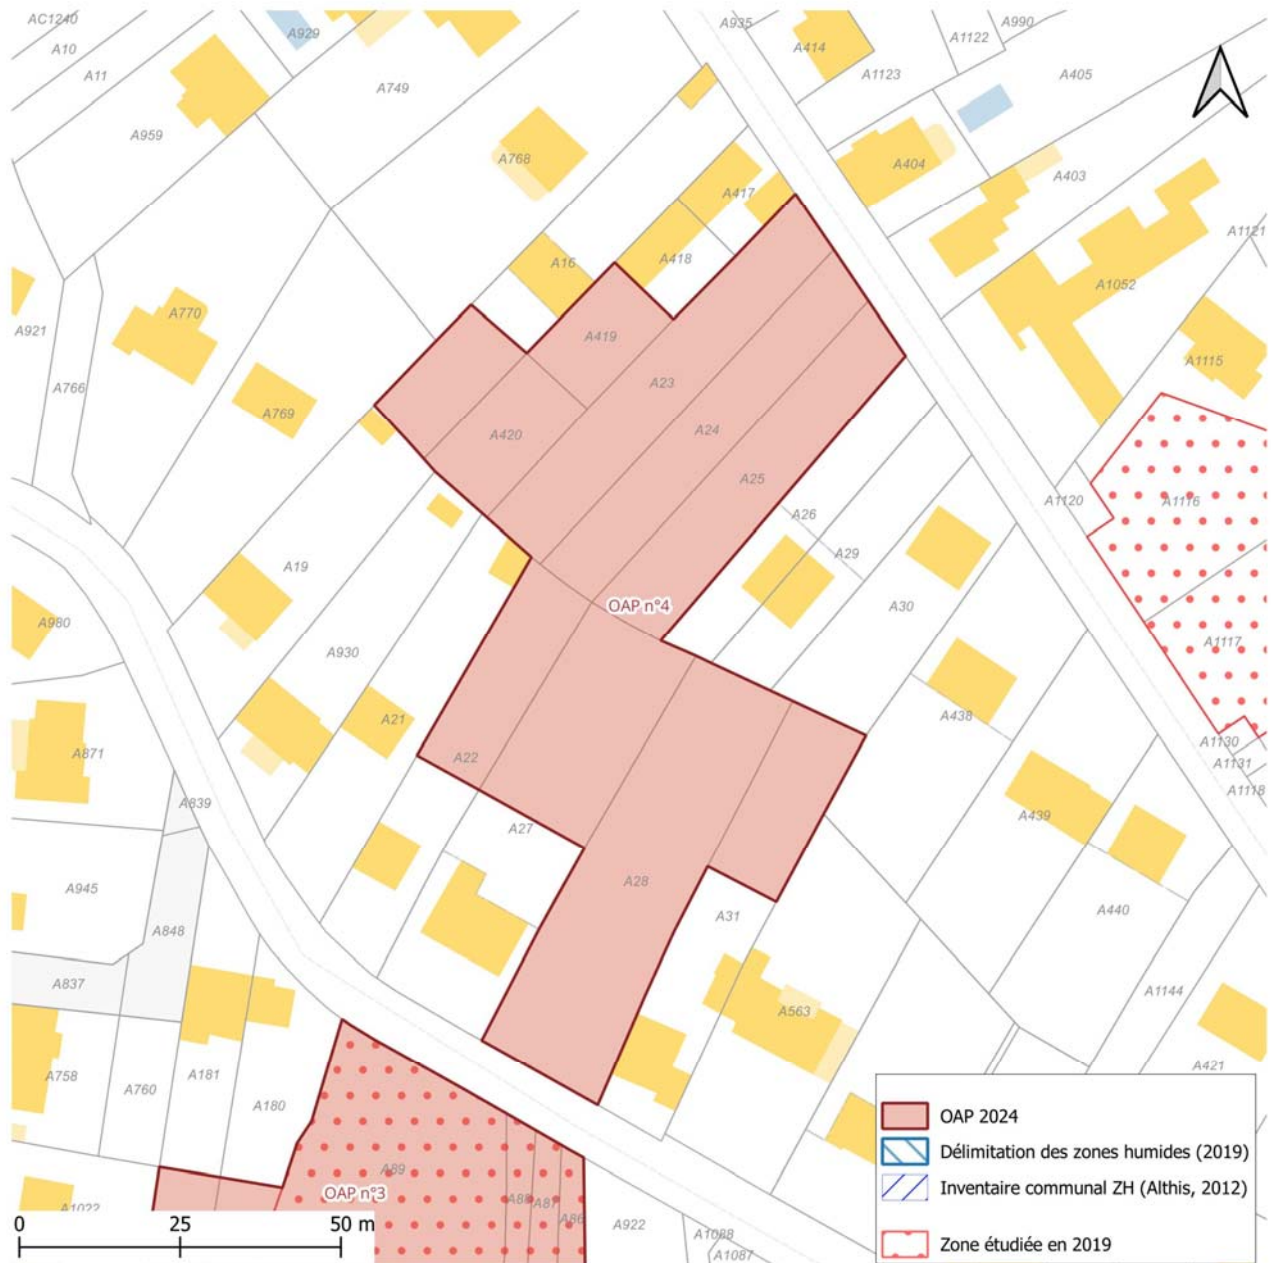 AC1240
A10
A11
A929
A749
A959
A935
A414
A1122
A990
A1123
A405
A768
A404
A403
A417
A16
A418
A1121
A1052
A921
A770
A419
A1115
A766
A769
A23
A420
A24
A25
A26
A1120
A1116
A29
A19
OAP n°4
A30
A980
A930
A1117
A21
A438
A871
A22
A1130
A1131
A1118
A839
A27
A439
A945
A28
A440
A31
A848
A837
A563
A1144
A758
A760
A181
A180
A421
A89
OAP n°3
A88
A87
A86
A1022
A922
A1088
A1087
0 25 50 m
OAP 2024
Délimitation des zones humides (2019)
Inventaire communal ZH (Althis, 2012)
Zone étudiée en 2019